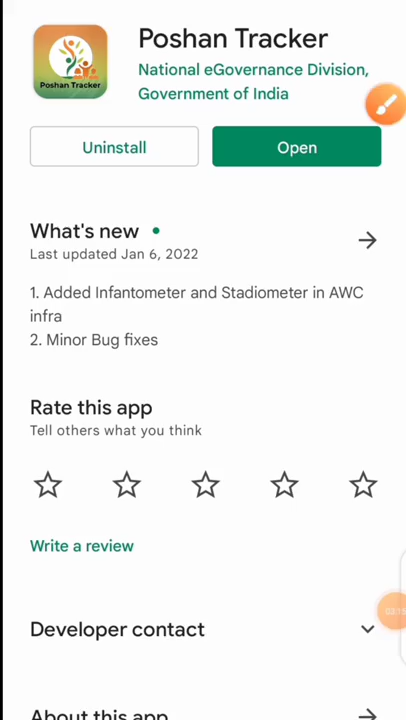 Poshan Tracker
Poshan Tracker
National eGovernance Division,
Government of India
Uninstall
Open
What's new
Last updated Jan 6, 2022
1. Added Infantometer and Stadiometer in AWC
infra
2. Minor Bug fixes
Rate this app
Tell others what you think
Write a review
Developer contact
About this app